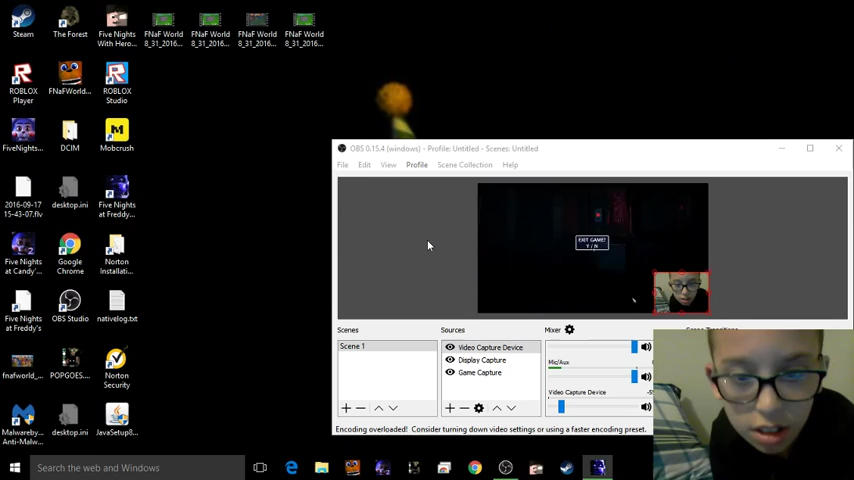 Steam
The Forest
Five Nights
With Hero...
FNaF World
8_31_2016...
FNaF World
8_31_2016...
FNaF World
8_31_2016...
FNaF World
8_31_2016...
ROBLOX
Player
FNaFWorld...
ROBLOX
Studio
FiveNights...
DCIM
Mobcrush
2016-09-17
15-43-07.flv
desktop.ini
Five Nights
at Freddy...
Five Nights
at Candy'...
Google
Chrome
Norton
Installati...
Five Nights
at Freddy's
OBS Studio
nativelog.txt
fnafworld_...
POPGOES...
Norton
Security
Malwareby...
Anti-Malw...
desktop.ini
JavaSetup8...
OBS 0.15.4 (windows) - Profile: Untitled - Scenes: Untitled
File Edit View Profile Scene Collection Help
EXIT GAME?
Y / N
Scenes
Sources
Mixer
Scene Transitions
Scene 1
Video Capture Device
Display Capture
Game Capture
Mic/Aux
Video Capture Device
Encoding overloaded! Consider turning down video settings or using a faster encoding preset.
Search the web and Windows